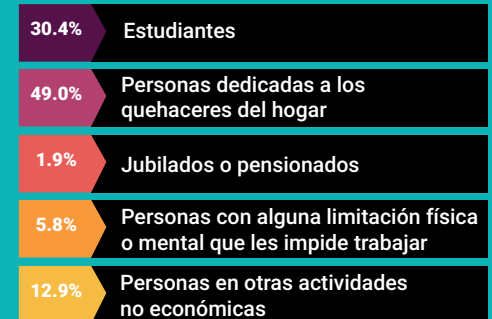 30.4% Estudiantes
49.0% Personas dedicadas a los
quehaceres del hogar
1.9% Jubilados o pensionados
5.8% Personas con alguna limitación física
o mental que les impide trabajar
12.9% Personas en otras actividades
no económicas